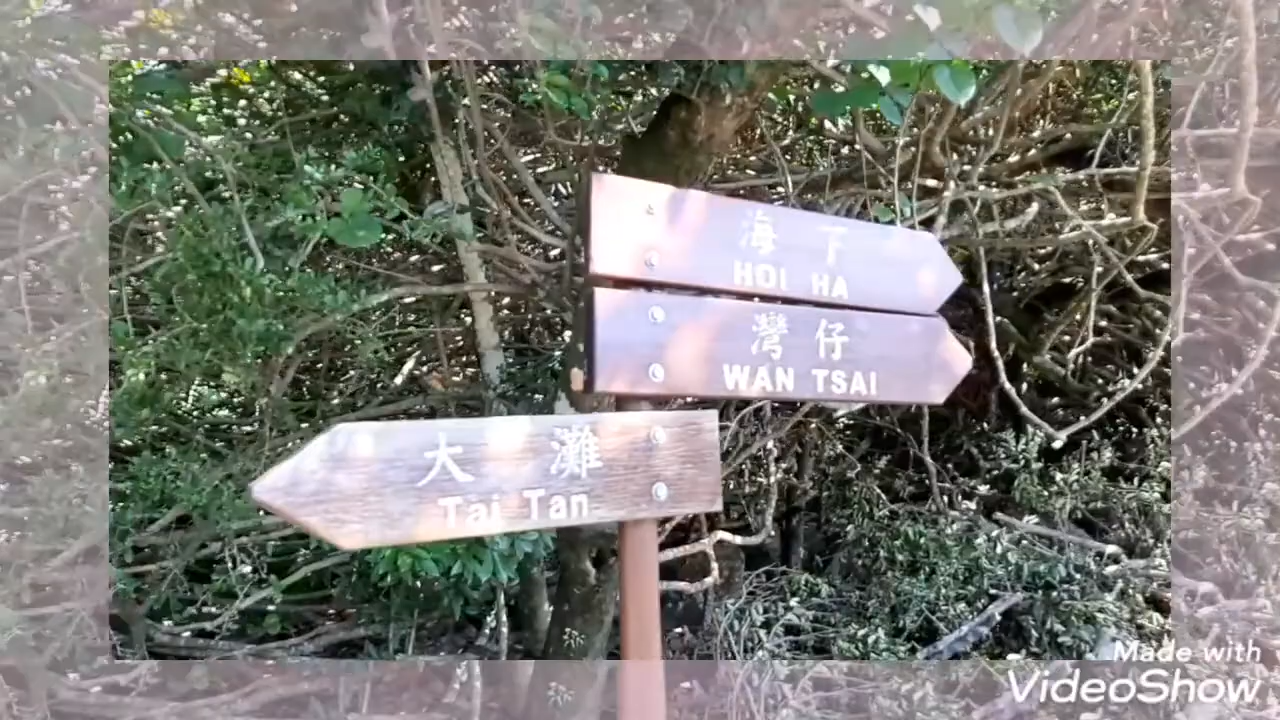 海下
HOI HA
灣仔
WAN TSAI
大灘
Tai Tan
Made with
VideoShow